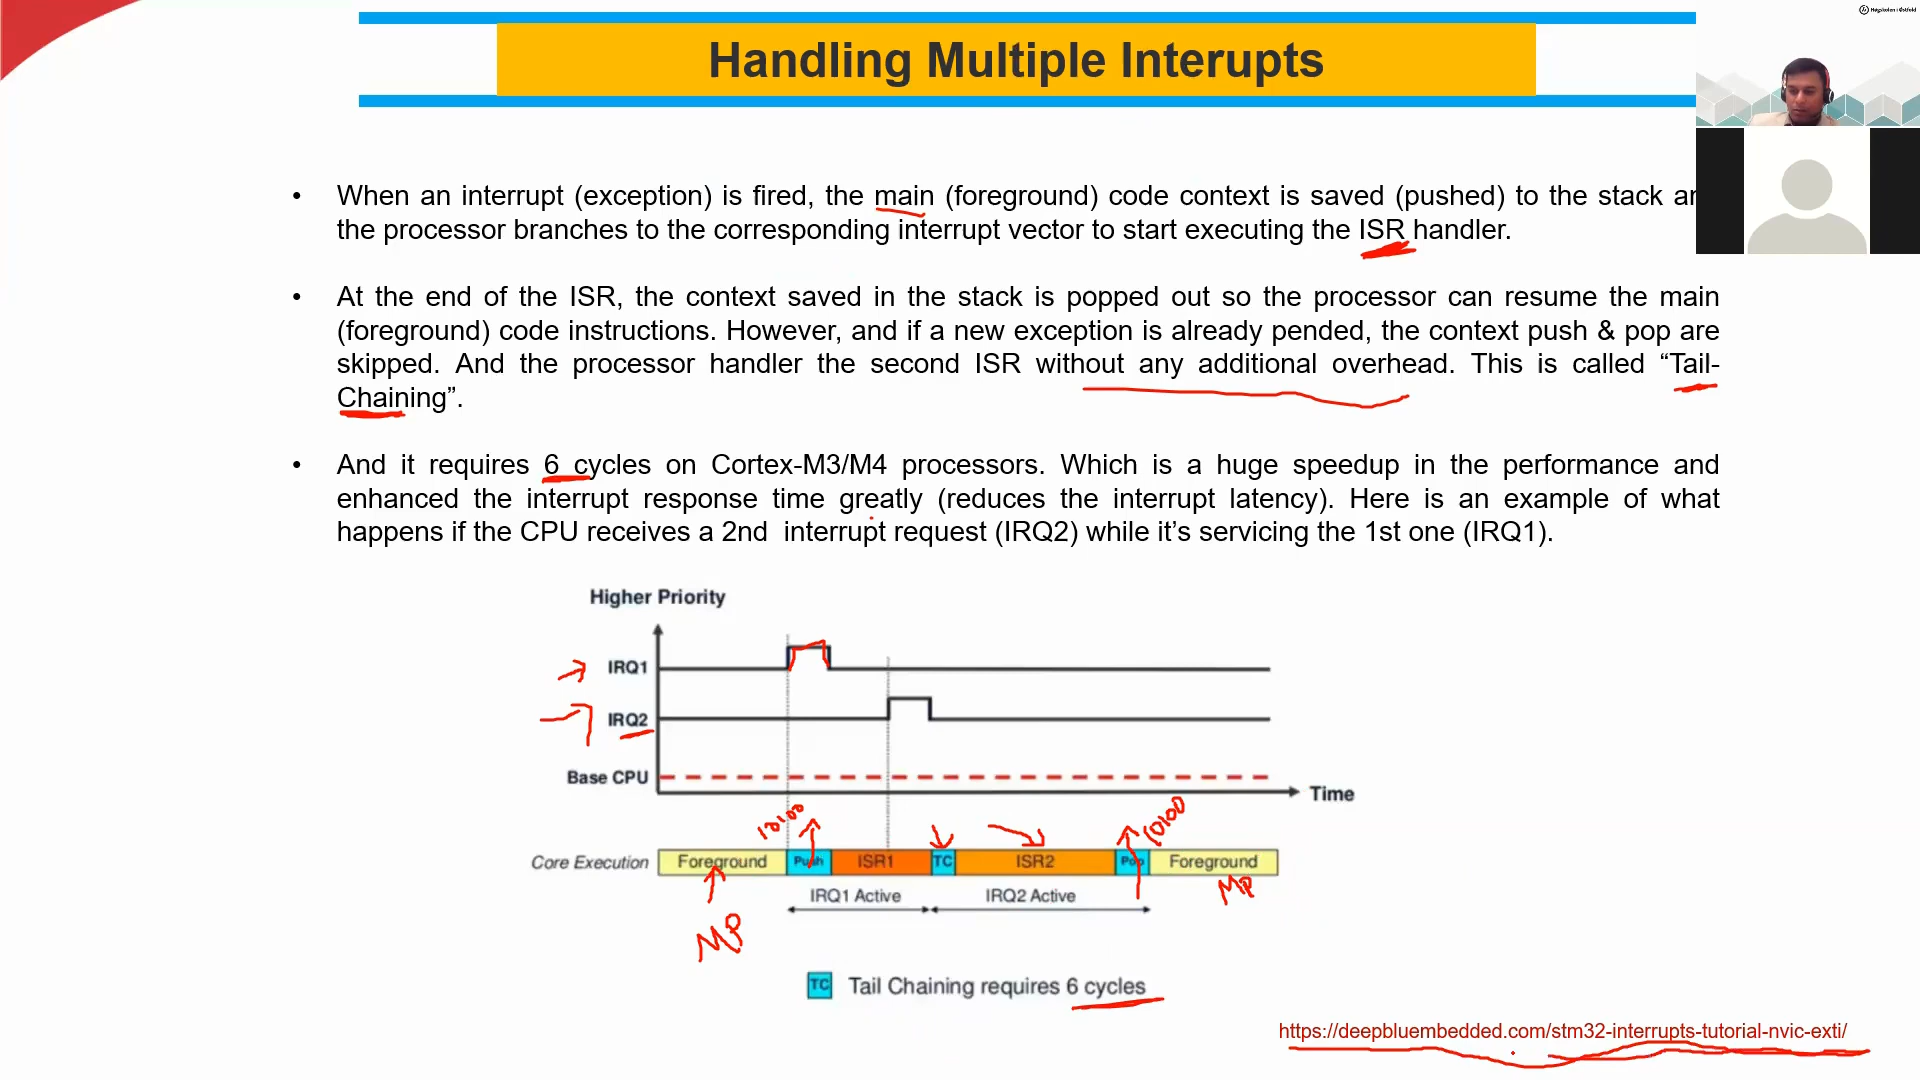 Høgskolen i Østfold
Handling Multiple Interupts
• When an interrupt (exception) is fired, the main (foreground) code context is saved (pushed) to the stack
the processor branches to the corresponding interrupt vector to start executing the ISR handler.
• At the end of the ISR, the context saved in the stack is popped out so the processor can resume the main
(foreground) code instructions. However, and if a new exception is already pended, the context push & pop are
skipped. And the processor handler the second ISR without any additional overhead. This is called “Tail-
Chaining”.
• And it requires 6 cycles on Cortex-M3/M4 processors. Which is a huge speedup in the performance and
enhanced the interrupt response time greatly (reduces the interrupt latency). Here is an example of what
happens if the CPU receives a 2nd interrupt request (IRQ2) while it’s servicing the 1st one (IRQ1).
Higher Priority
IRQ1
IRQ2
Base CPU
Time
10100
Core Execution Foreground Push ISR1 TC ISR2 Pop Foreground
IRQ1 Active IRQ2 Active
MP
MP
TC Tail Chaining requires 6 cycles
https://deepbluembedded.com/stm32-interrupts-tutorial-nvic-exti/